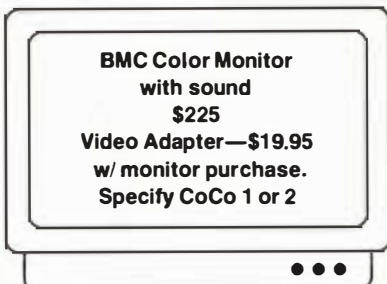 BMC Color Monitor
with sound
$225
Video Adapter—$19.95
w/ monitor purchase.
Specify CoCo 1 or 2